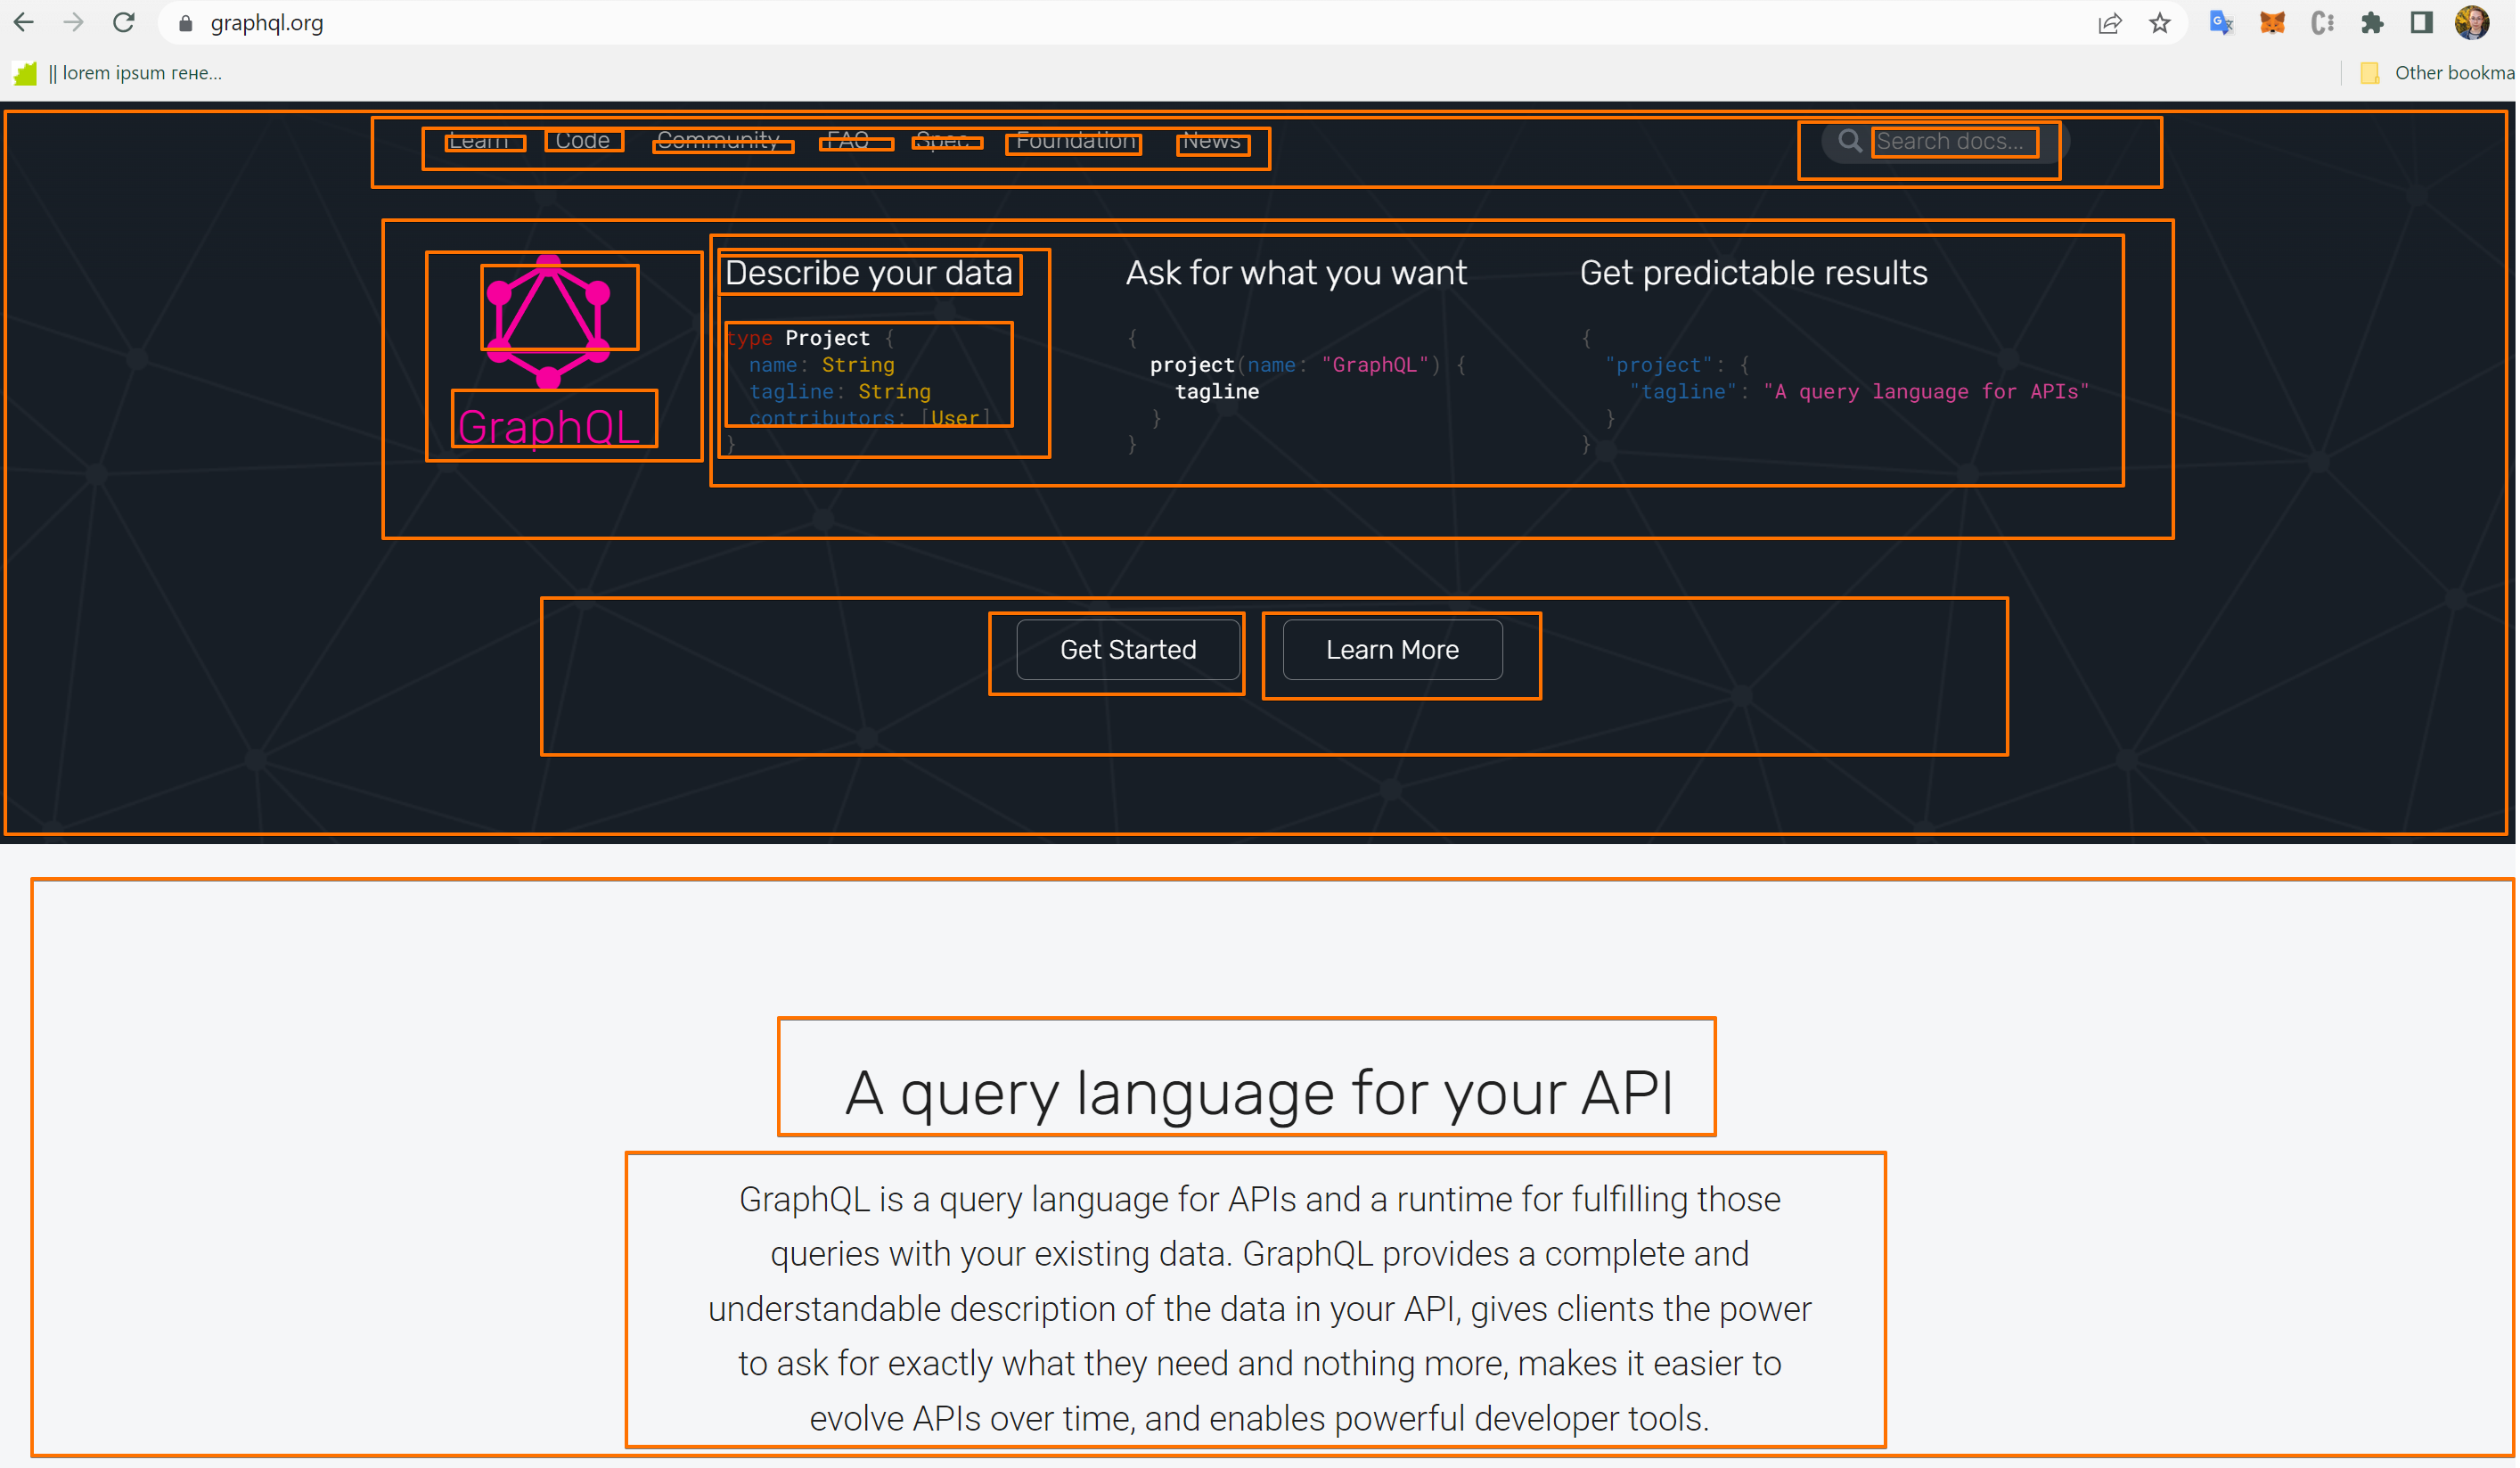 graphql.org
|| lorem ipsum гене...
Other bookma
Learn Code Community FAQ Spec Foundation News
Search docs...
GraphQL
Describe your data
type Project {
name: String
tagline: String
contributors: [User]
}
Ask for what you want
{
project(name: "GraphQL") {
tagline
}
}
Get predictable results
{
"project": {
"tagline": "A query language for APIs"
}
}
Get Started
Learn More
A query language for your API
GraphQL is a query language for APIs and a runtime for fulfilling those
queries with your existing data. GraphQL provides a complete and
understandable description of the data in your API, gives clients the power
to ask for exactly what they need and nothing more, makes it easier to
evolve APIs over time, and enables powerful developer tools.